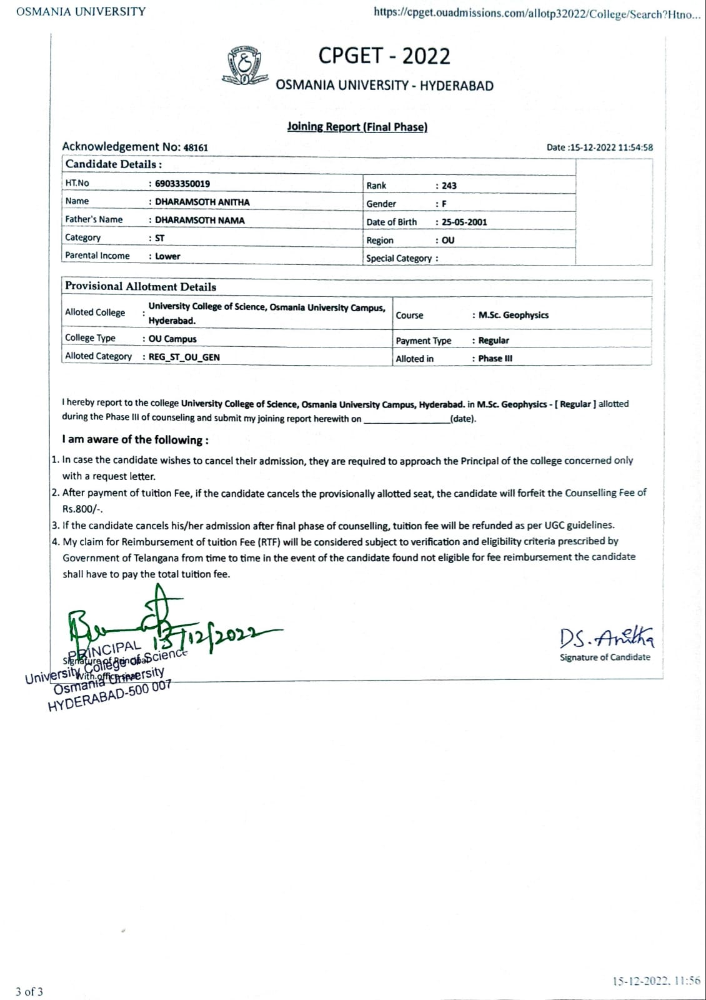 OSMANIA UNIVERSITY https://cpget.ouadmissions.com/allotp32022/College/Search?Htno...
CPGET - 2022
OSMANIA UNIVERSITY - HYDERABAD
Joining Report (Final Phase)
Acknowledgement No: 48161 Date :15-12-2022 11:54:58
Candidate Details :
HT.No : 69033350019 Rank : 243
Name : DHARAMSOTH ANITHA Gender : F
Father's Name : DHARAMSOTH NAMA Date of Birth : 25-05-2001
Category : ST Region : OU
Parental Income : Lower Special Category :
Provisional Allotment Details
Alloted College : University College of Science, Osmania University Campus, Hyderabad. Course : M.Sc. Geophysics
College Type : OU Campus Payment Type : Regular
Alloted Category : REG_ST_OU_GEN Alloted in : Phase III
I hereby report to the college University College of Science, Osmania University Campus, Hyderabad. in M.Sc. Geophysics - [ Regular ] allotted
during the Phase III of counseling and submit my joining report herewith on ________________(date).
I am aware of the following :
1. In case the candidate wishes to cancel their admission, they are required to approach the Principal of the college concerned only
with a request letter.
2. After payment of tuition Fee, if the candidate cancels the provisionally allotted seat, the candidate will forfeit the Counselling Fee of
Rs.800/-.
3. If the candidate cancels his/her admission after final phase of counselling, tuition fee will be refunded as per UGC guidelines.
4. My claim for Reimbursement of tuition Fee (RTF) will be considered subject to verification and eligibility criteria prescribed by
Government of Telangana from time to time in the event of the candidate found not eligible for fee reimbursement the candidate
shall have to pay the total tuition fee.
/12/2022
DS. Anitha
Signature of Candidate
PRINCIPAL
Signature of Principal
University College of Science
With office
Osmania University
HYDERABAD-500 007
15-12-2022, 11:56
3 of 3